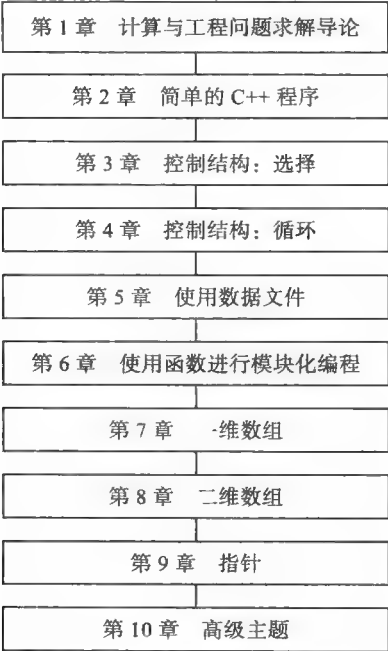 第 1 章 计算与工程问题求解导论
第 2 章 简单的 C++ 程序
第 3 章 控制结构：选择
第 4 章 控制结构：循环
第 5 章 使用数据文件
第 6 章 使用函数进行模块化编程
第 7 章 一维数组
第 8 章 二维数组
第 9 章 指针
第 10 章 高级主题